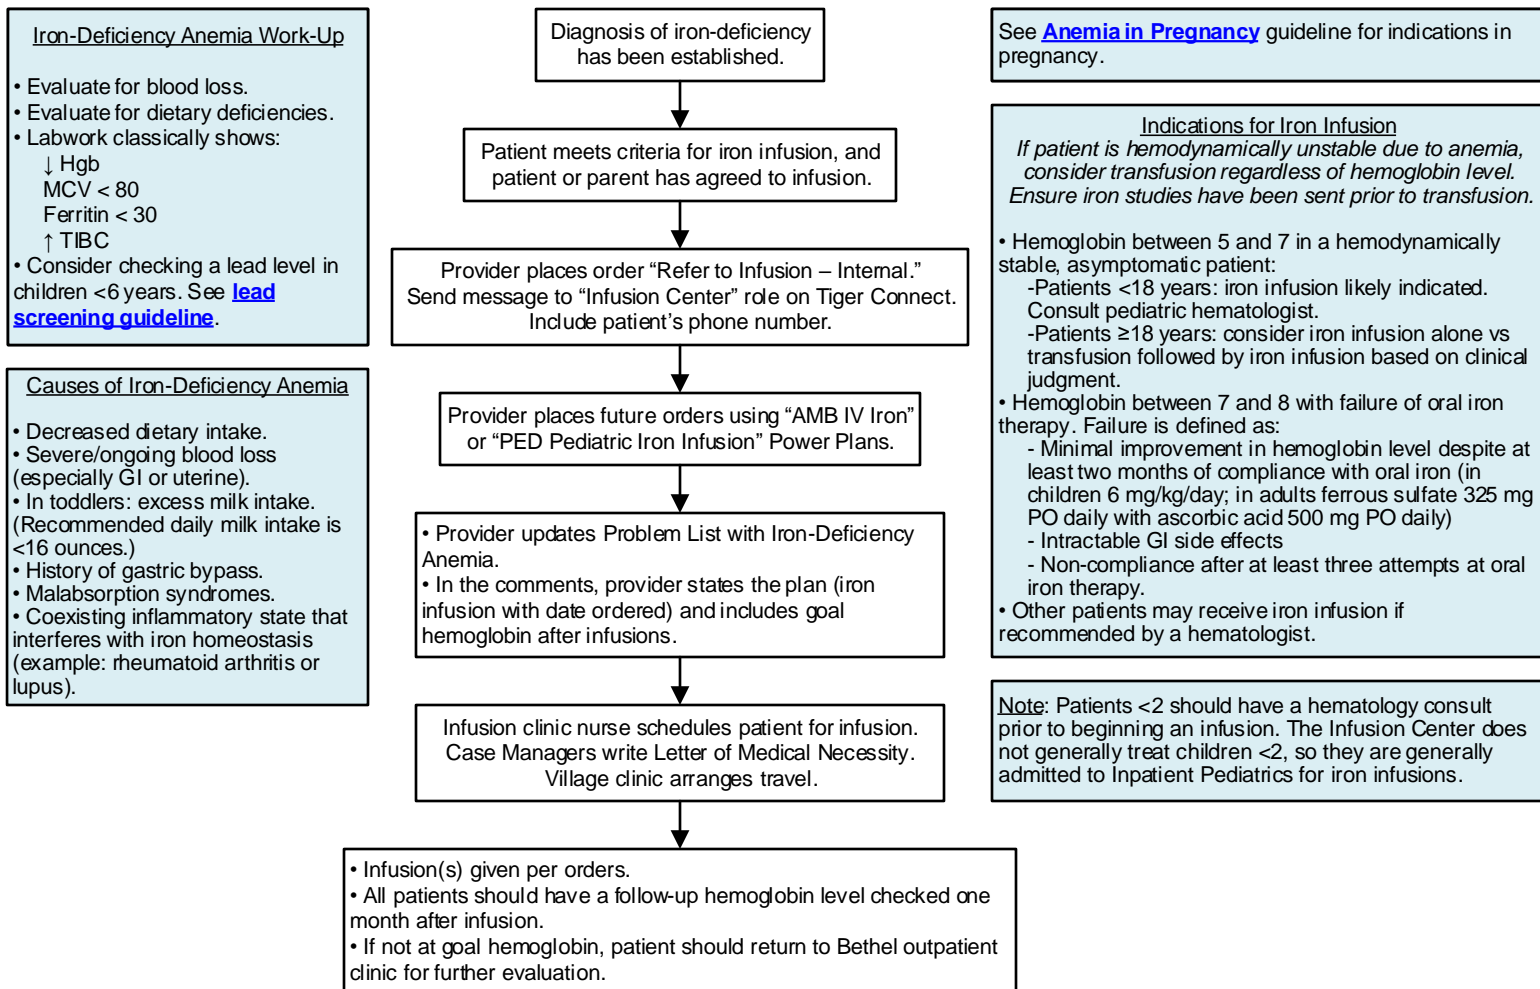 Iron-Deficiency Anemia Work-Up
• Evaluate for blood loss.
• Evaluate for dietary deficiencies.
• Labwork classically shows:
↓ Hgb
MCV < 80
Ferritin < 30
↑ TIBC
• Consider checking a lead level in
children <6 years. See lead
screening guideline.
Causes of Iron-Deficiency Anemia
• Decreased dietary intake.
• Severe/ongoing blood loss
(especially GI or uterine).
• In toddlers: excess milk intake.
(Recommended daily milk intake is
<16 ounces.)
• History of gastric bypass.
• Malabsorption syndromes.
• Coexisting inflammatory state that
interferes with iron homeostasis
(example: rheumatoid arthritis or
lupus).
Diagnosis of iron-deficiency
has been established.
Patient meets criteria for iron infusion, and
patient or parent has agreed to infusion.
Provider places order “Refer to Infusion – Internal.”
Send message to “Infusion Center” role on Tiger Connect.
Include patient’s phone number.
Provider places future orders using “AMB IV Iron”
or “PED Pediatric Iron Infusion” Power Plans.
• Provider updates Problem List with Iron-Deficiency
Anemia.
• In the comments, provider states the plan (iron
infusion with date ordered) and includes goal
hemoglobin after infusions.
Infusion clinic nurse schedules patient for infusion.
Case Managers write Letter of Medical Necessity.
Village clinic arranges travel.
• Infusion(s) given per orders.
• All patients should have a follow-up hemoglobin level checked one
month after infusion.
• If not at goal hemoglobin, patient should return to Bethel outpatient
clinic for further evaluation.
See Anemia in Pregnancy guideline for indications in
pregnancy.
Indications for Iron Infusion
If patient is hemodynamically unstable due to anemia,
consider transfusion regardless of hemoglobin level.
Ensure iron studies have been sent prior to transfusion.
• Hemoglobin between 5 and 7 in a hemodynamically
stable, asymptomatic patient:
-Patients <18 years: iron infusion likely indicated.
Consult pediatric hematologist.
-Patients ≥18 years: consider iron infusion alone vs
transfusion followed by iron infusion based on clinical
judgment.
• Hemoglobin between 7 and 8 with failure of oral iron
therapy. Failure is defined as:
- Minimal improvement in hemoglobin level despite at
least two months of compliance with oral iron (in
children 6 mg/kg/day; in adults ferrous sulfate 325 mg
PO daily with ascorbic acid 500 mg PO daily)
- Intractable GI side effects
- Non-compliance after at least three attempts at oral
iron therapy.
• Other patients may receive iron infusion if
recommended by a hematologist.
Note: Patients <2 should have a hematology consult
prior to beginning an infusion. The Infusion Center does
not generally treat children <2, so they are generally
admitted to Inpatient Pediatrics for iron infusions.